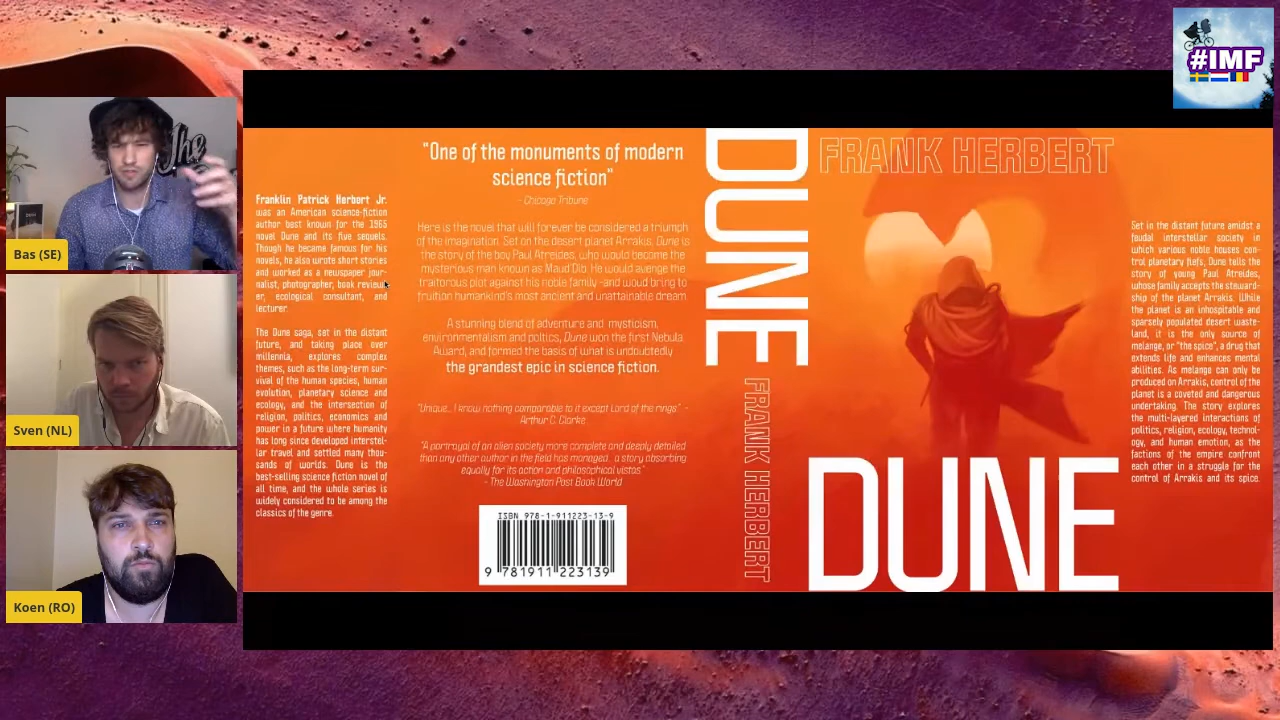 #IMF
The
Bas (SE)
Sven (NL)
Koen (RO)
Franklin Patrick Herbert Jr.
was an American science-fiction
author best known for the 1965
novel Dune and its five sequels.
Though he became famous for his
novels, he also wrote short stories
and worked as a newspaper jour-
nalist, photographer, book review-
er, ecological consultant, and
lecturer.
The Dune saga, set in the distant
future, and taking place over
millennia, explores complex
themes, such as the long-term sur-
vival of the human species, human
evolution, planetary science and
ecology, and the intersection of
religion, politics, economics and
power in a future where humanity
has long since developed interstel-
lar travel and settled many thou-
sands of worlds. Dune is the
best-selling science fiction novel of
all time, and the whole series is
widely considered to be among the
classics of the genre.
"One of the monuments of modern
science fiction"
- Chicago Tribune
Here is the novel that will forever be considered a triumph
of the imagination. Set on the desert planet Arrakis, Dune is
the story of the boy Paul Atreides, who would become the
mysterious man known as Maud'Dib. He would avenge the
traitorous plot against his noble family -and woud bring to
fruition humankind's most ancient and unattainable dream.
A stunning blend of adventure and mysticism,
environmentalism and poltics, Dune won the first Nebula
Award, and formed the basis of what is undoubtedly
the grandest epic in science fiction.
"Unique... I know nothing comparable to it except Lord of the rings" -
Arthur C. Clarke
"A portrayal of an alien society more complete and deeply detailed
than any other author in the field has managed... a story absorbing
equally for its action and philosophical vistas"
- The Washington Post Book World
ISBN 978-1-911223-13-9
9 781911 223139
DUNE
FRANK HERBERT
FRANK HERBERT
DUNE
Set in the distant future amidst a
feudal interstellar society in
which various noble houses con-
trol planetary fiefs, Dune tells the
story of young Paul Atreides,
whose family accepts the steward-
ship of the planet Arrakis. While
the planet is an inhospitable and
sparsely populated desert waste-
land, it is the only source of
melange, or "the spice", a drug that
extends life and enhances mental
abilities. As melange can only be
produced on Arrakis, control of the
planet is a coveted and dangerous
undertaking. The story explores
the multi-layered interactions of
politics, religion, ecology, technol-
ogy, and human emotion, as the
factions of the empire confront
each other in a struggle for the
control of Arrakis and its spice.